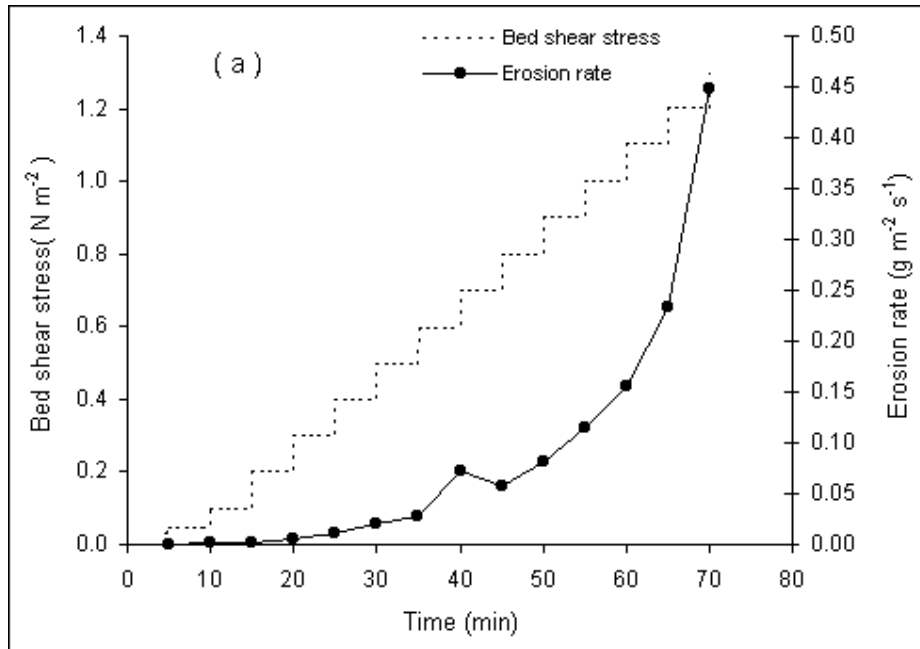 ( a )
Bed shear stress
Erosion rate
1.4
1.2
1.0
0.8
0.6
0.4
0.2
0.0
Bed shear stress( N m-2 )
0.50
0.45
0.40
0.35
0.30
0.25
0.20
0.15
0.10
0.05
0.00
Erosion rate (g m-2 s-1)
0 10 20 30 40 50 60 70 80
Time (min)